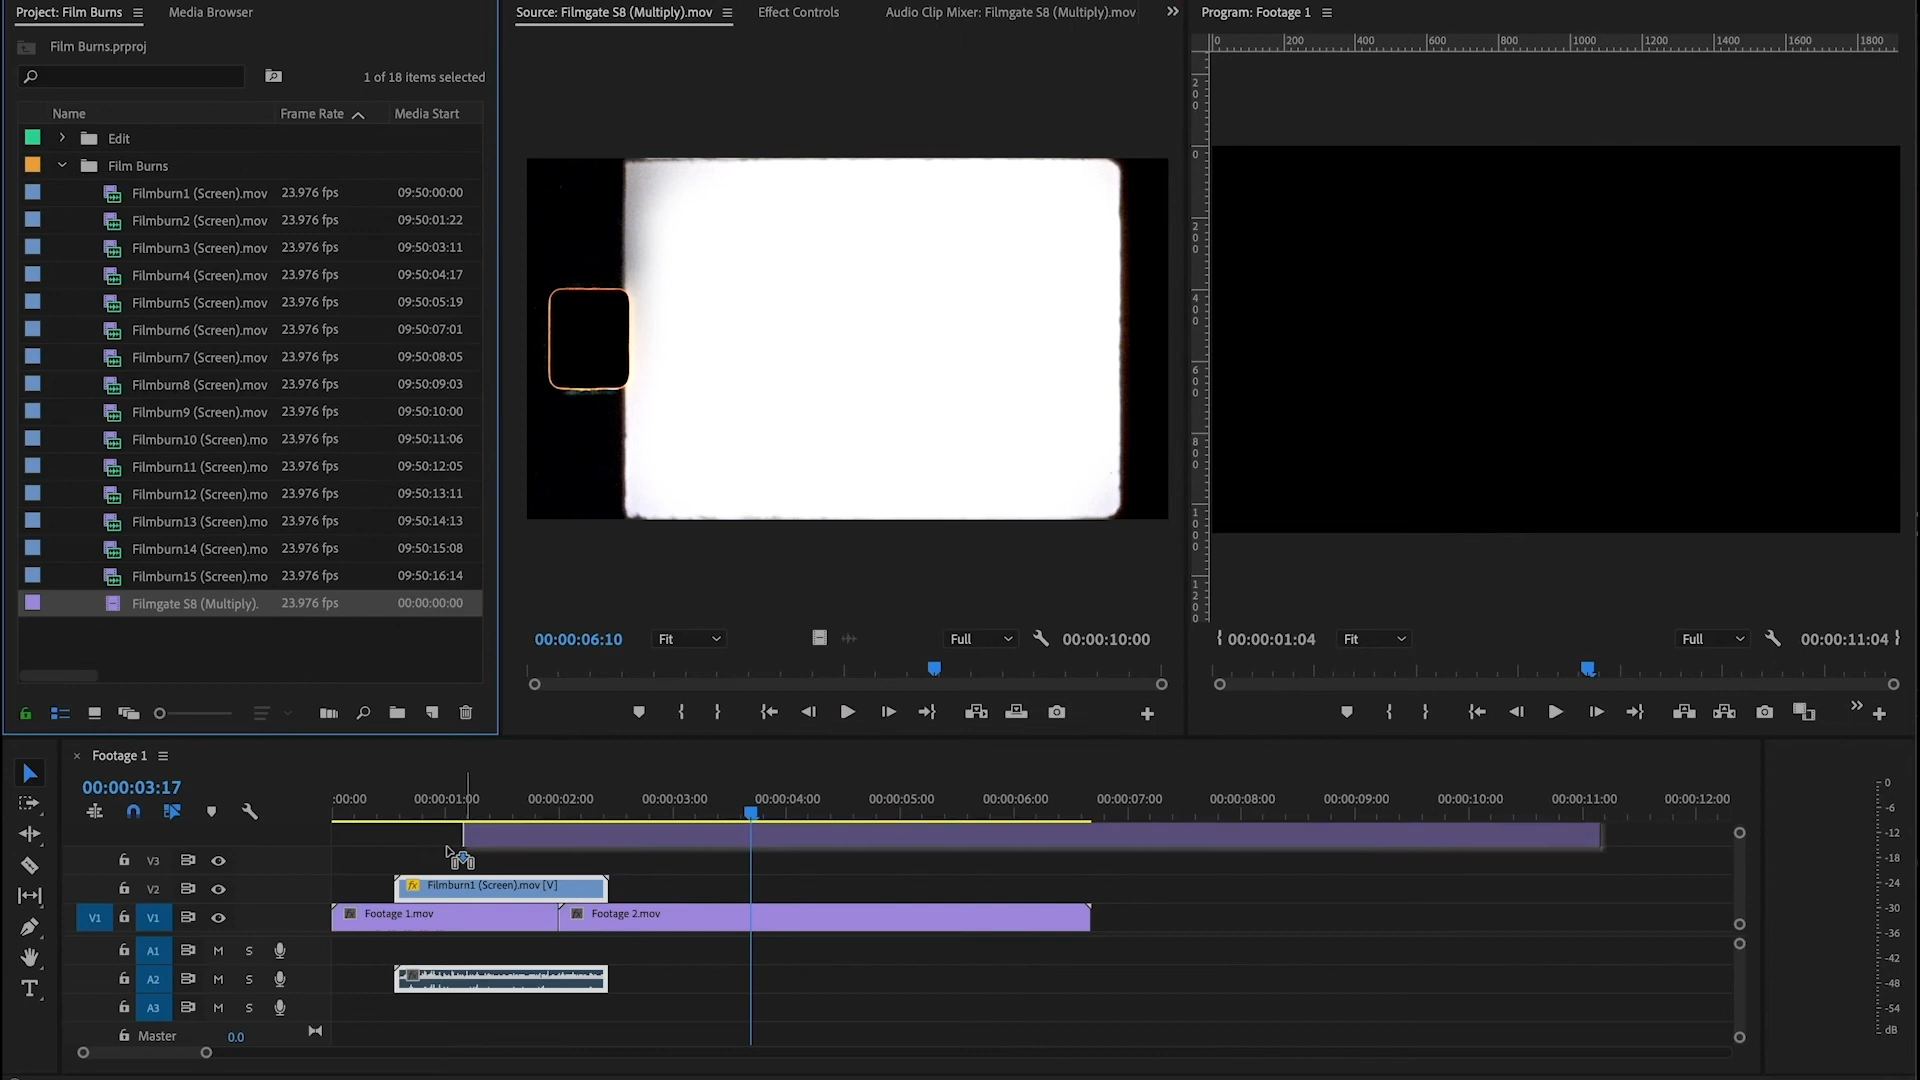 Project: Film Burns
Media Browser
Source: Filmgate S8 (Multiply).mov
Effect Controls
Audio Clip Mixer: Filmgate S8 (Multiply).mov
Program: Footage 1
Film Burns.prproj
1 of 18 items selected
Name Frame Rate Media Start
Edit
Film Burns
Filmburn1 (Screen).mov 23.976 fps 09:50:00:00
Filmburn2 (Screen).mov 23.976 fps 09:50:01:22
Filmburn3 (Screen).mov 23.976 fps 09:50:03:11
Filmburn4 (Screen).mov 23.976 fps 09:50:04:17
Filmburn5 (Screen).mov 23.976 fps 09:50:05:19
Filmburn6 (Screen).mov 23.976 fps 09:50:07:01
Filmburn7 (Screen).mov 23.976 fps 09:50:08:05
Filmburn8 (Screen).mov 23.976 fps 09:50:09:03
Filmburn9 (Screen).mov 23.976 fps 09:50:10:00
Filmburn10 (Screen).mo 23.976 fps 09:50:11:06
Filmburn11 (Screen).mo 23.976 fps 09:50:12:05
Filmburn12 (Screen).mo 23.976 fps 09:50:13:11
Filmburn13 (Screen).mo 23.976 fps 09:50:14:13
Filmburn14 (Screen).mo 23.976 fps 09:50:15:08
Filmburn15 (Screen).mo 23.976 fps 09:50:16:14
Filmgate S8 (Multiply). 23.976 fps 00:00:00:00
00:00:06:10 Fit Full 00:00:10:00
0 200 400 600 800 1000 1200 1400 1600 1800
0
200
400
600
800
1000
1200
00:00:01:04 Fit Full 00:00:11:04
Footage 1
00:00:03:17
:00:00 00:00:01:00 00:00:02:00 00:00:03:00 00:00:04:00 00:00:05:00 00:00:06:00 00:00:07:00 00:00:08:00 00:00:09:00 00:00:10:00 00:00:11:00 00:00:12:00
V3
V2 fx Filmburn1 (Screen).mov [V]
V1 V1 fx Footage 1.mov fx Footage 2.mov
A1 M S
A2 M S fx
A3 M S
Master 0.0
0
-6
-12
-18
-24
-30
-36
-42
-48
-54
dB